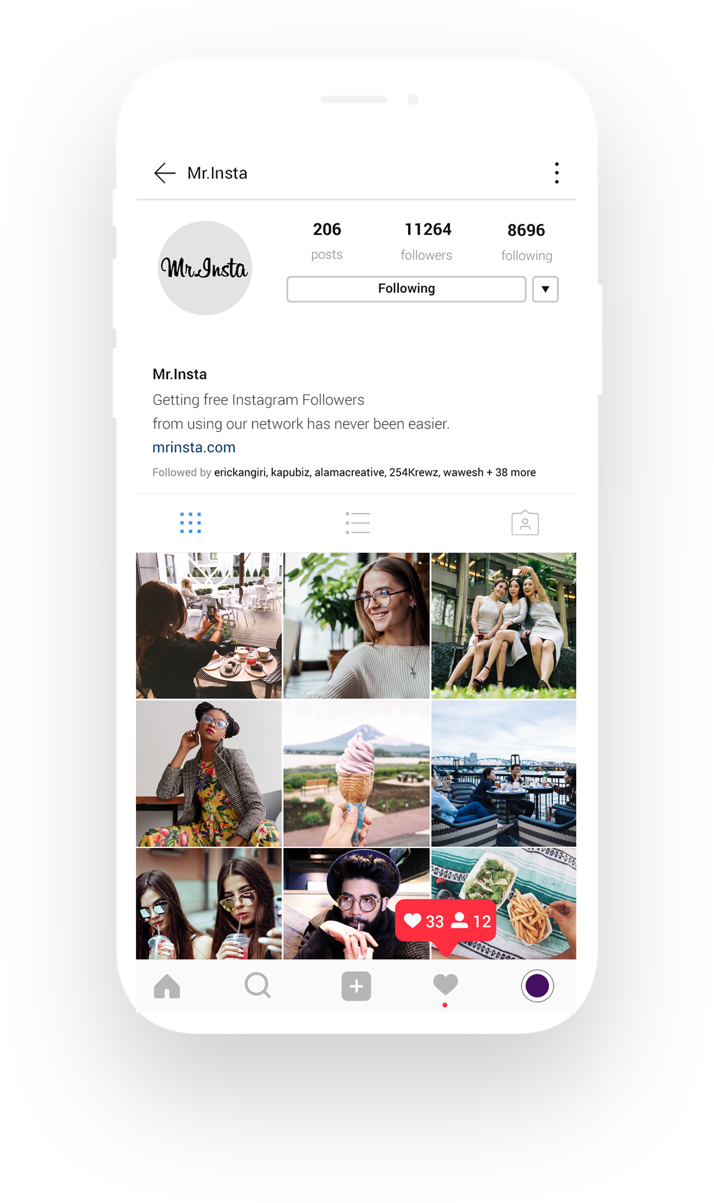 Mr.Insta
206 11264 8696
posts followers following
Mr.Insta
Following
Mr.Insta
Getting free Instagram Followers
from using our network has never been easier.
mrinsta.com
Followed by erickangiri, kapubiz, alamacreative, 254Krewz, wawesh + 38 more
33 12